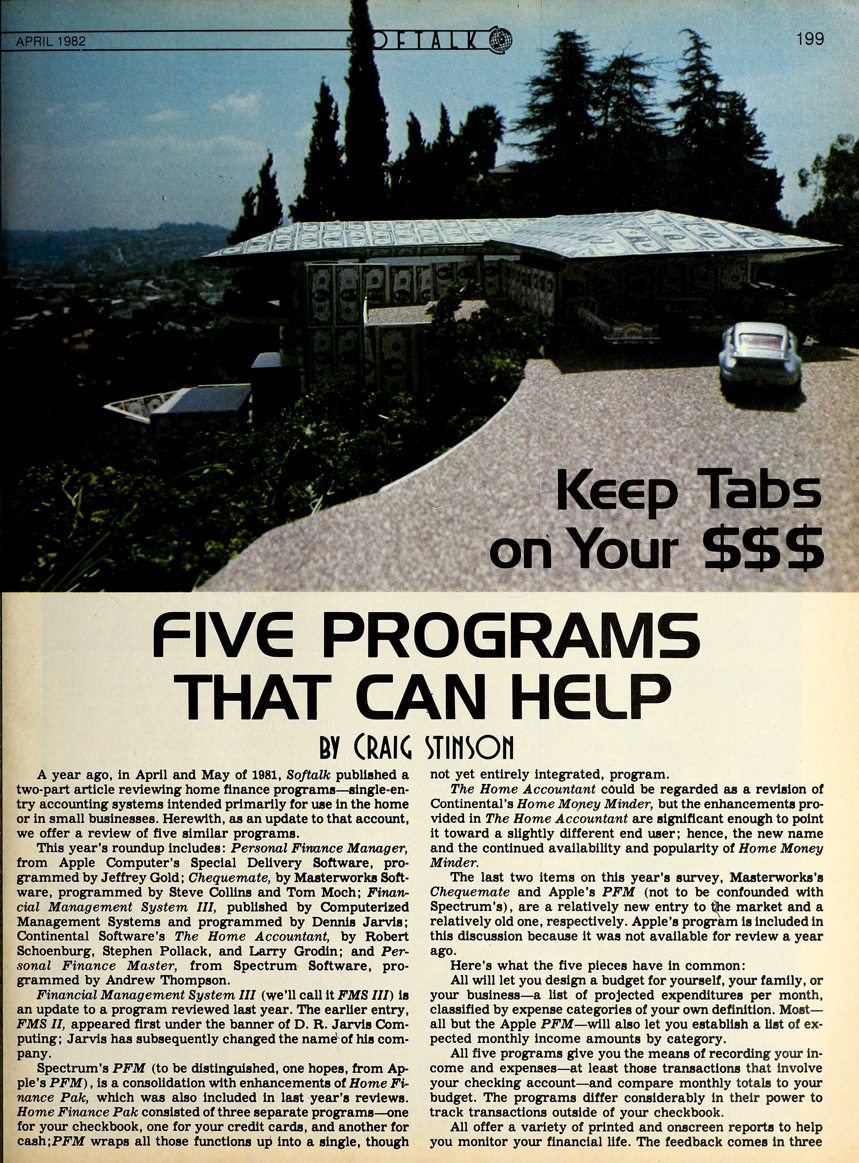 APRIL 1982
SOFTALK
199
Keep Tabs
on Your $$$
FIVE PROGRAMS
THAT CAN HELP
BY CRAIG STINSON
A year ago, in April and May of 1981, Softalk published a
two-part article reviewing home finance programs—single-en-
try accounting systems intended primarily for use in the home
or in small businesses. Herewith, as an update to that account,
we offer a review of five similar programs.
This year's roundup includes: Personal Finance Manager,
from Apple Computer's Special Delivery Software, pro-
grammed by Jeffrey Gold; Chequemate, by Masterworks Soft-
ware, programmed by Steve Collins and Tom Moch; Finan-
cial Management System III, published by Computerized
Management Systems and programmed by Dennis Jarvis;
Continental Software's The Home Accountant, by Robert
Schoenburg, Stephen Pollack, and Larry Grodin; and Per-
sonal Finance Master, from Spectrum Software, pro-
grammed by Andrew Thompson.
Financial Management System III (we'll call it FMS III) is
an update to a program reviewed last year. The earlier entry,
FMS II, appeared first under the banner of D. R. Jarvis Com-
puting; Jarvis has subsequently changed the name of his com-
pany.
Spectrum's PFM (to be distinguished, one hopes, from Ap-
ple's PFM), is a consolidation with enhancements of Home Fi-
nance Pak, which was also included in last year's reviews.
Home Finance Pak consisted of three separate programs—one
for your checkbook, one for your credit cards, and another for
cash; PFM wraps all those functions up into a single, though
not yet entirely integrated, program.
The Home Accountant could be regarded as a revision of
Continental's Home Money Minder, but the enhancements pro-
vided in The Home Accountant are significant enough to point
it toward a slightly different end user; hence, the new name
and the continued availability and popularity of Home Money
Minder.
The last two items on this year's survey, Masterworks's
Chequemate and Apple's PFM (not to be confounded with
Spectrum's), are a relatively new entry to the market and a
relatively old one, respectively. Apple's program is included in
this discussion because it was not available for review a year
ago.
Here's what the five pieces have in common:
All will let you design a budget for yourself, your family, or
your business—a list of projected expenditures per month,
classified by expense categories of your own definition. Most—
all but the Apple PFM—will also let you establish a list of ex-
pected monthly income amounts by category.
All five programs give you the means of recording your in-
come and expenses—at least those transactions that involve
your checking account—and compare monthly totals to your
budget. The programs differ considerably in their power to
track transactions outside of your checkbook.
All offer a variety of printed and onscreen reports to help
you monitor your financial life. The feedback comes in three